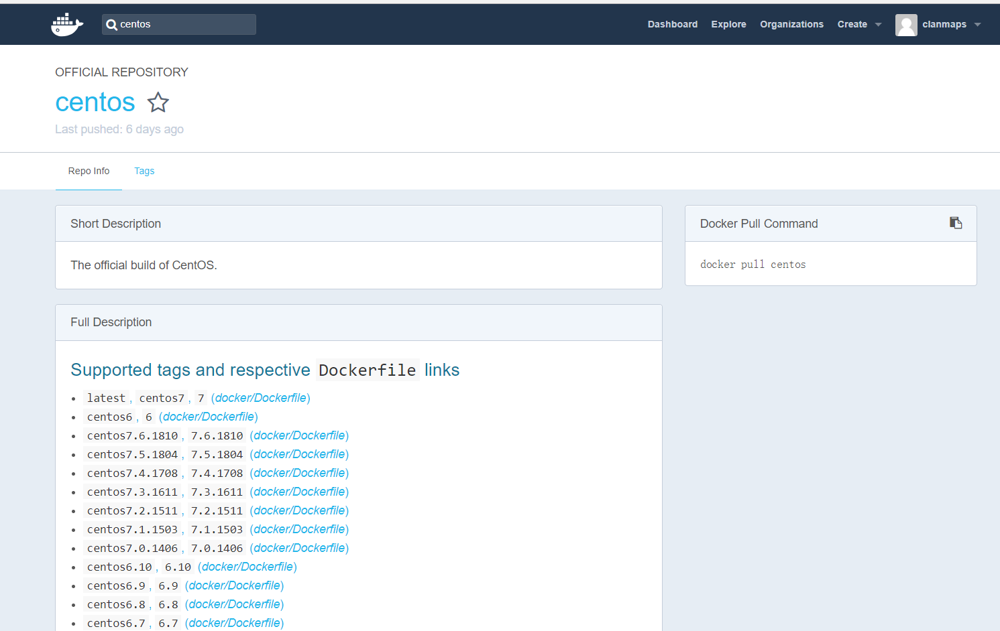 centos
Dashboard Explore Organizations Create clanmaps
OFFICIAL REPOSITORY
centos
Last pushed: 6 days ago
Repo Info Tags
Short Description
The official build of CentOS.
Docker Pull Command
docker pull centos
Full Description
Supported tags and respective Dockerfile links
latest, centos7, 7 (docker/Dockerfile)
centos6, 6 (docker/Dockerfile)
centos7.6.1810, 7.6.1810 (docker/Dockerfile)
centos7.5.1804, 7.5.1804 (docker/Dockerfile)
centos7.4.1708, 7.4.1708 (docker/Dockerfile)
centos7.3.1611, 7.3.1611 (docker/Dockerfile)
centos7.2.1511, 7.2.1511 (docker/Dockerfile)
centos7.1.1503, 7.1.1503 (docker/Dockerfile)
centos7.0.1406, 7.0.1406 (docker/Dockerfile)
centos6.10, 6.10 (docker/Dockerfile)
centos6.9, 6.9 (docker/Dockerfile)
centos6.8, 6.8 (docker/Dockerfile)
centos6.7, 6.7 (docker/Dockerfile)